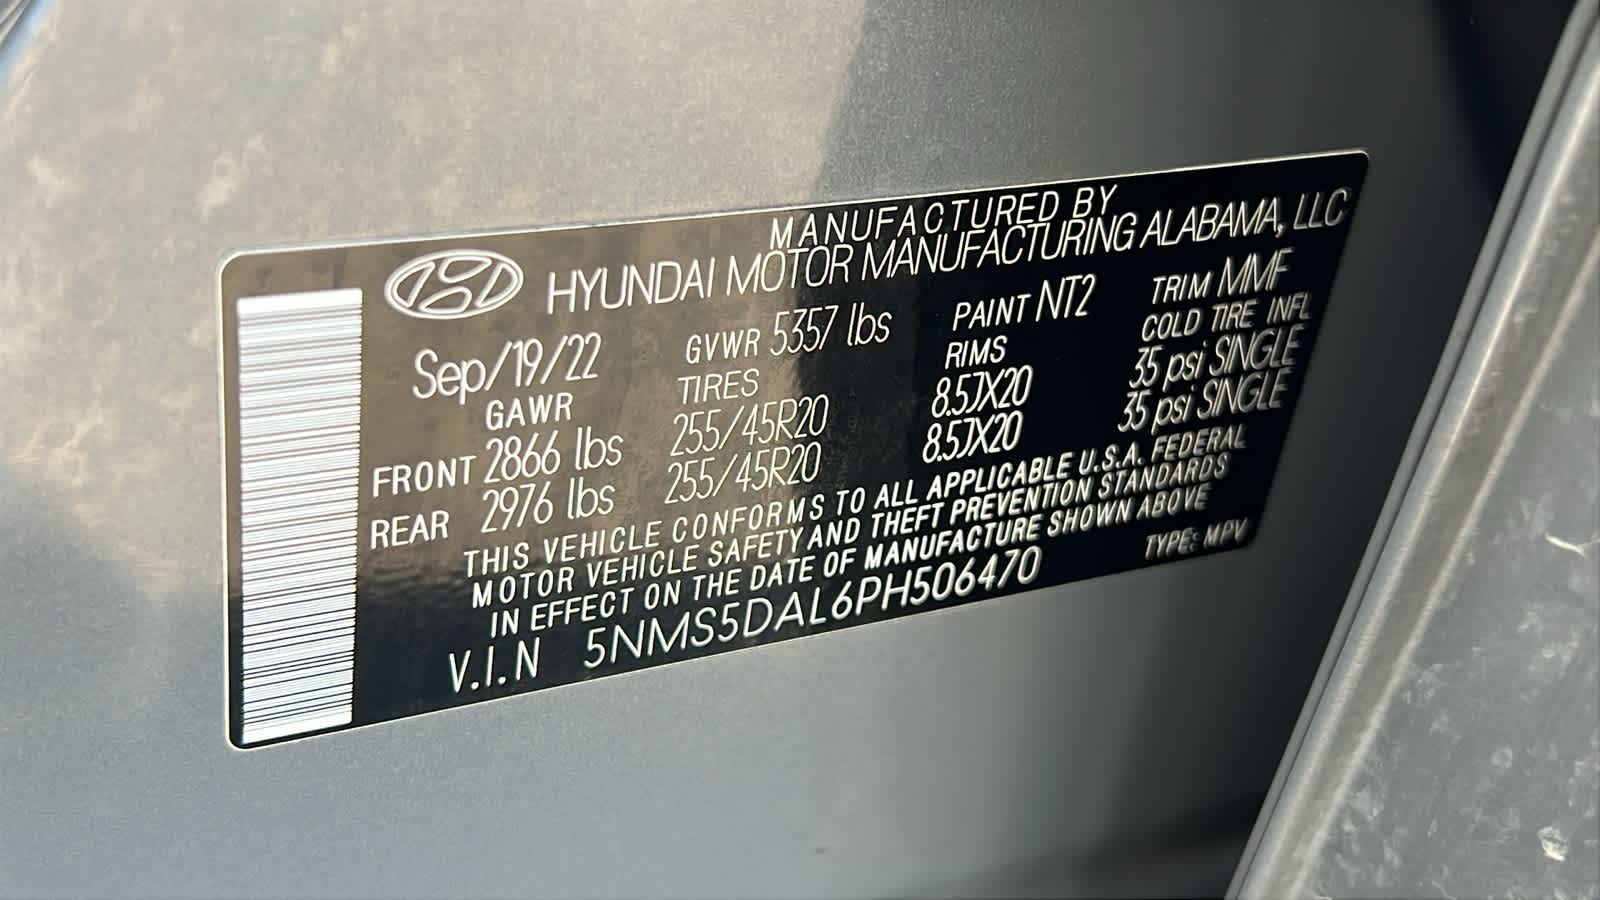 MANUFACTURED BY
HYUNDAI MOTOR MANUFACTURING ALABAMA, LLC
Sep/19/22 GVWR 5357 lbs PAINT NT2 TRIM MMF
GAWR TIRES RIMS COLD TIRE INFL
FRONT 2866 lbs 255/45R20 8.5JX20 35 psi SINGLE
REAR 2976 lbs 255/45R20 8.5JX20 35 psi SINGLE
THIS VEHICLE CONFORMS TO ALL APPLICABLE U.S.A. FEDERAL
MOTOR VEHICLE SAFETY AND THEFT PREVENTION STANDARDS
IN EFFECT ON THE DATE OF MANUFACTURE SHOWN ABOVE
V.I.N 5NMS5DAL6PH506470 TYPE: MPV